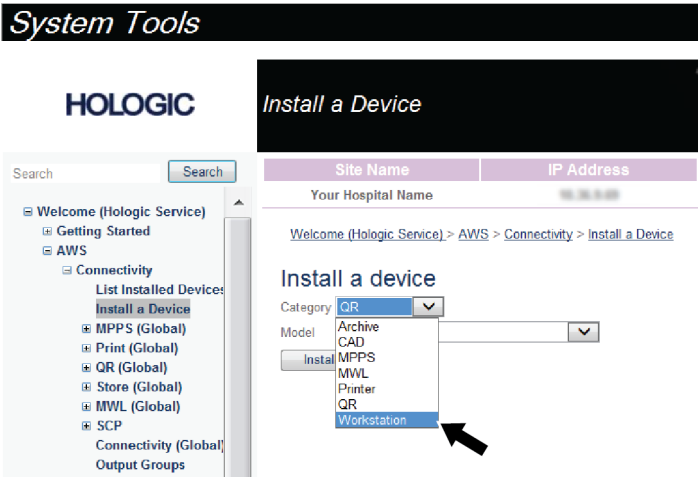 System Tools
HOLOGIC
Install a Device
Search
Search
Site Name
IP Address
Your Hospital Name
Welcome (Hologic Service)
Getting Started
AWS
Connectivity
List Installed Devices
Install a Device
MPPS (Global)
Print (Global)
QR (Global)
Store (Global)
MWL (Global)
SCP
Connectivity (Global)
Output Groups
Welcome (Hologic Service) > AWS > Connectivity > Install a Device
Install a device
Category QR
Model
Instal
Archive
CAD
MPPS
MWL
Printer
QR
Workstation